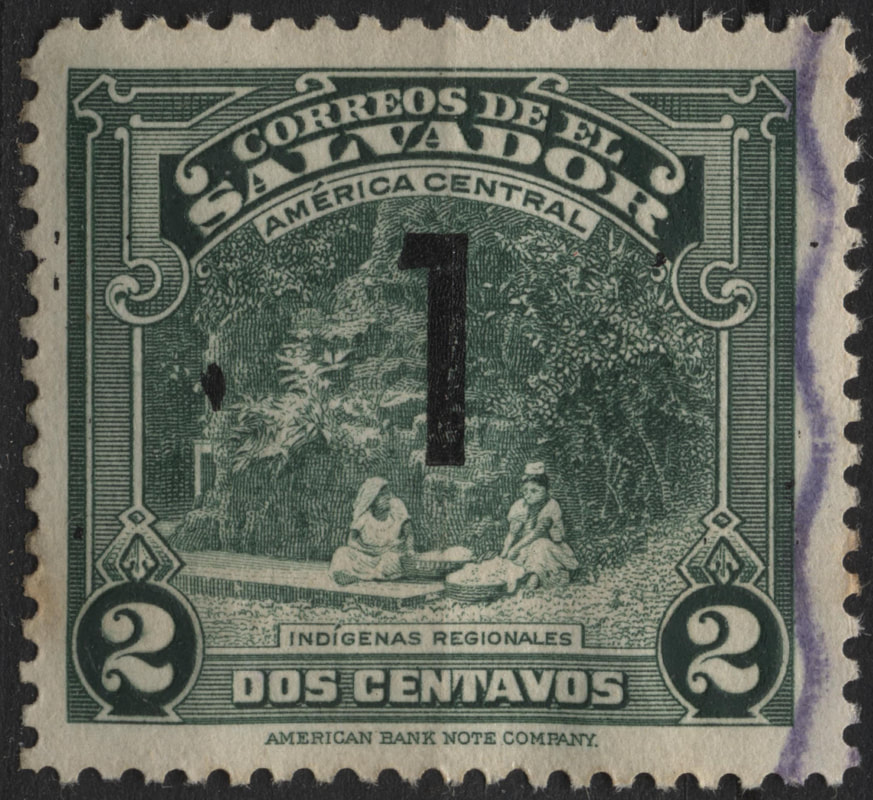 CORREOS DE EL
SALVADOR
AMÉRICA CENTRAL
1
INDÍGENAS REGIONALES
2 2
DOS CENTAVOS
AMERICAN BANK NOTE COMPANY.